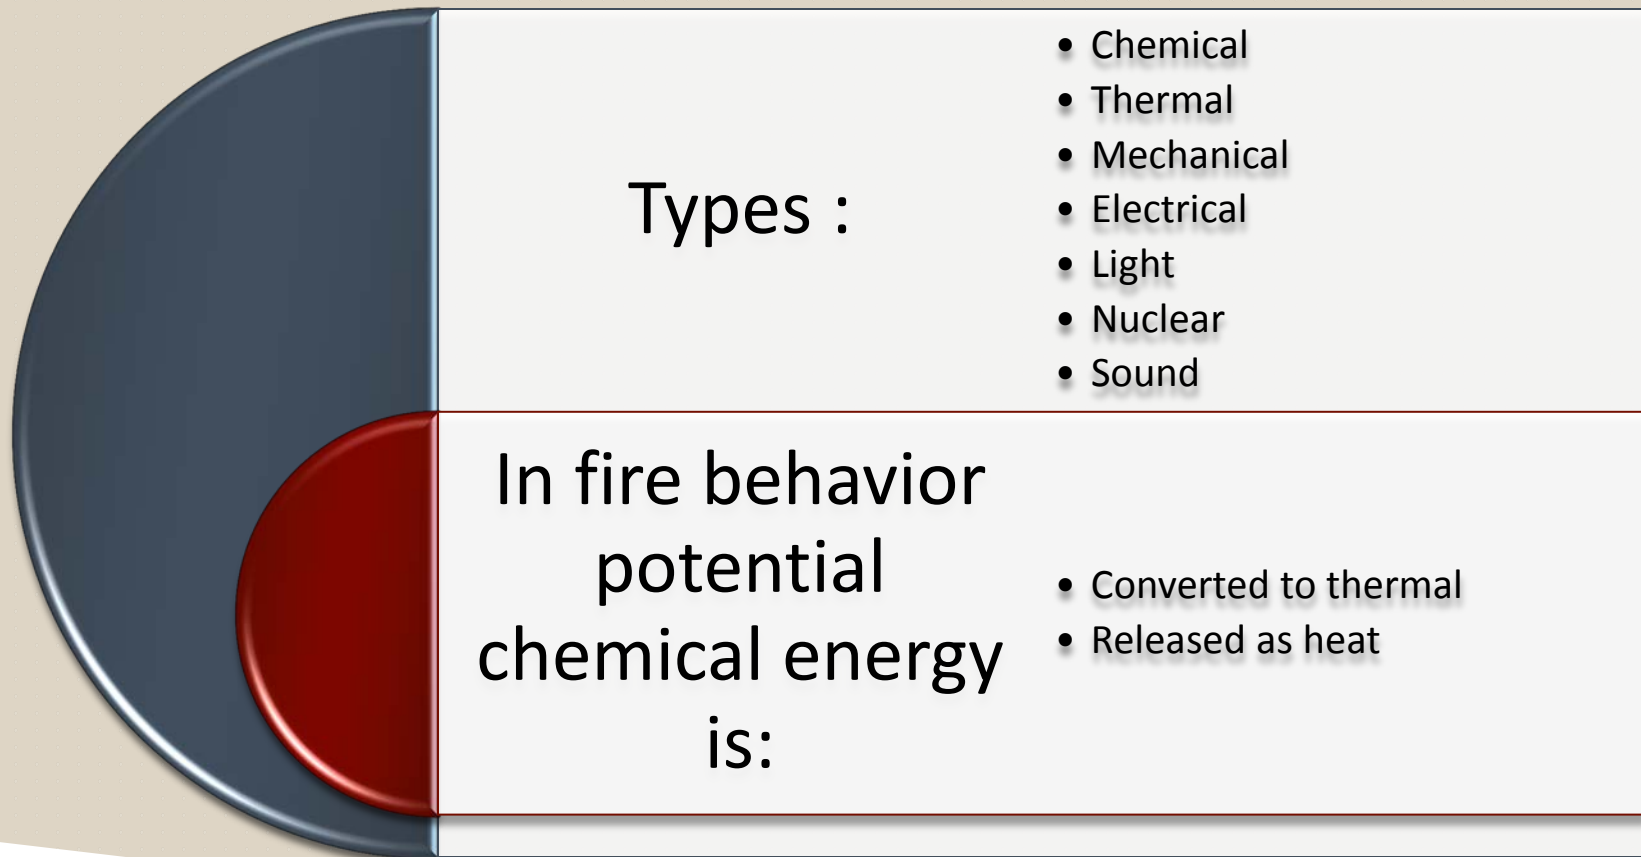 Types :
• Chemical
• Thermal
• Mechanical
• Electrical
• Light
• Nuclear
• Sound
In fire behavior
potential
chemical energy
is:
• Converted to thermal
• Released as heat